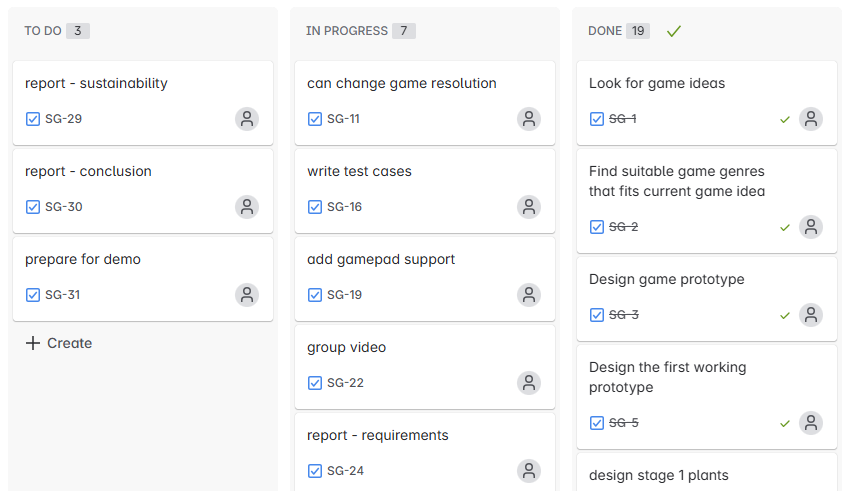 TO DO 3
report - sustainability
SG-29
report - conclusion
SG-30
prepare for demo
SG-31
+ Create
IN PROGRESS 7
can change game resolution
SG-11
write test cases
SG-16
add gamepad support
SG-19
group video
SG-22
report - requirements
SG-24
DONE 19
Look for game ideas
SG-1
Find suitable game genres
that fits current game idea
SG-2
Design game prototype
SG-3
Design the first working
prototype
SG-5
design stage 1 plants